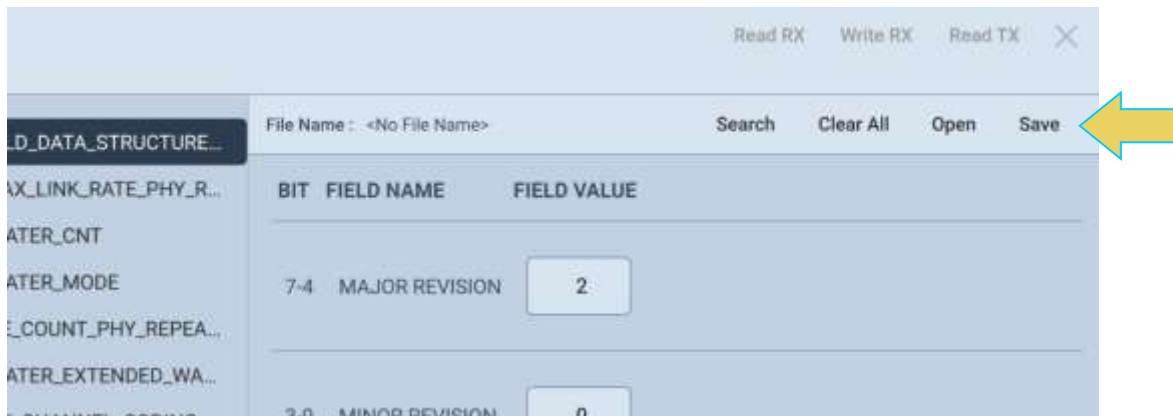 Read RX Write RX Read TX
File Name : <No File Name> Search Clear All Open Save
LD_DATA_STRUCTURE...
AX_LINK_RATE_PHY_R...
ATER_CNT
ATER_MODE
E_COUNT_PHY_REPEA...
ATER_EXTENDED_WA...
BIT FIELD NAME FIELD VALUE
7-4 MAJOR REVISION 2
3-0 MINOR REVISION 0